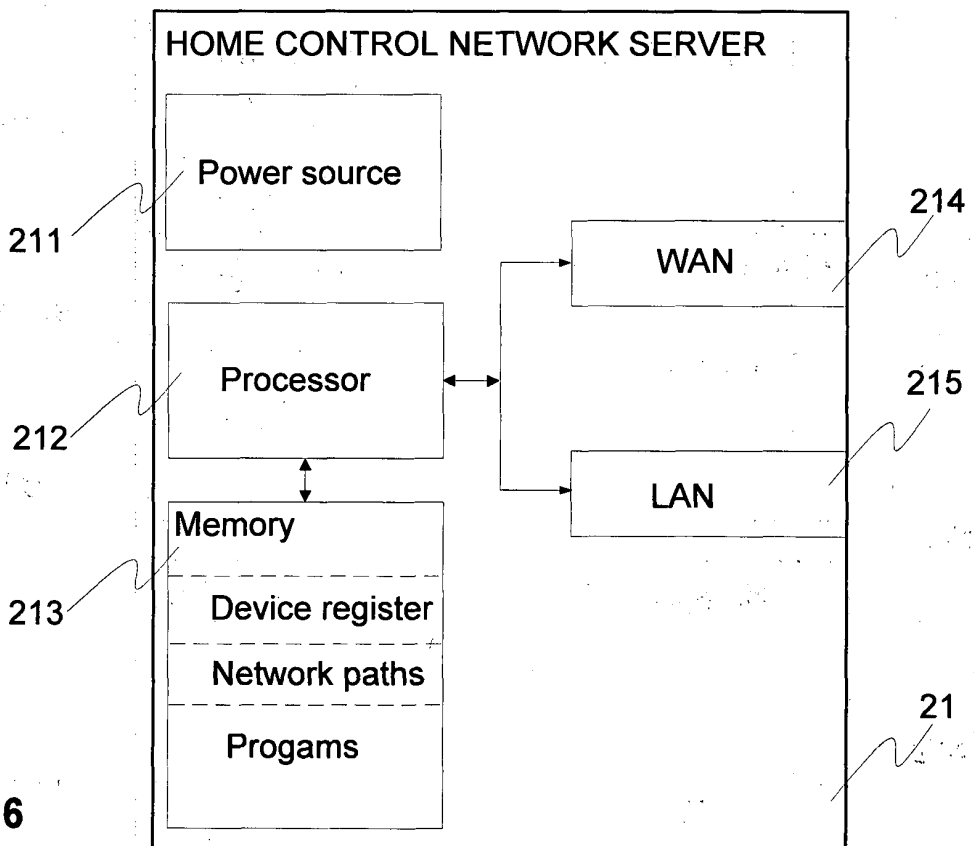 HOME CONTROL NETWORK SERVER
Power source
211
WAN
214
Processor
212
LAN
215
Memory
213
Device register
Network paths
Progams
21
6